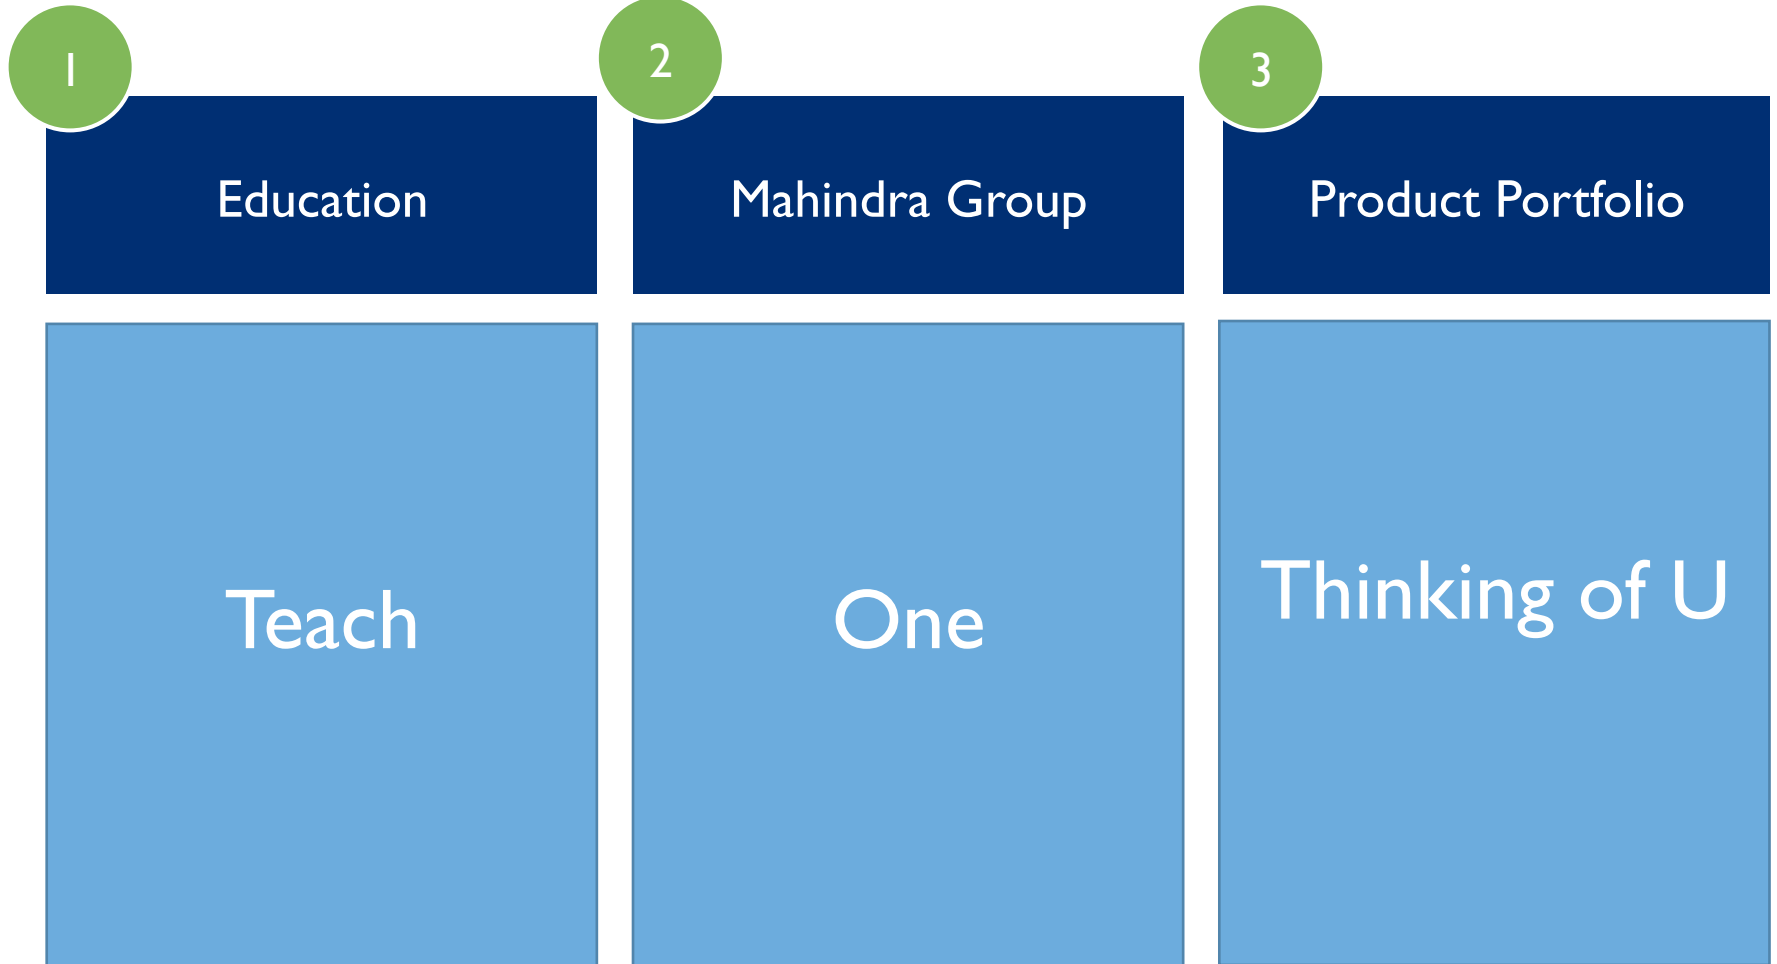 1
2
3
Education
Mahindra Group
Product Portfolio
Teach
One
Thinking of U